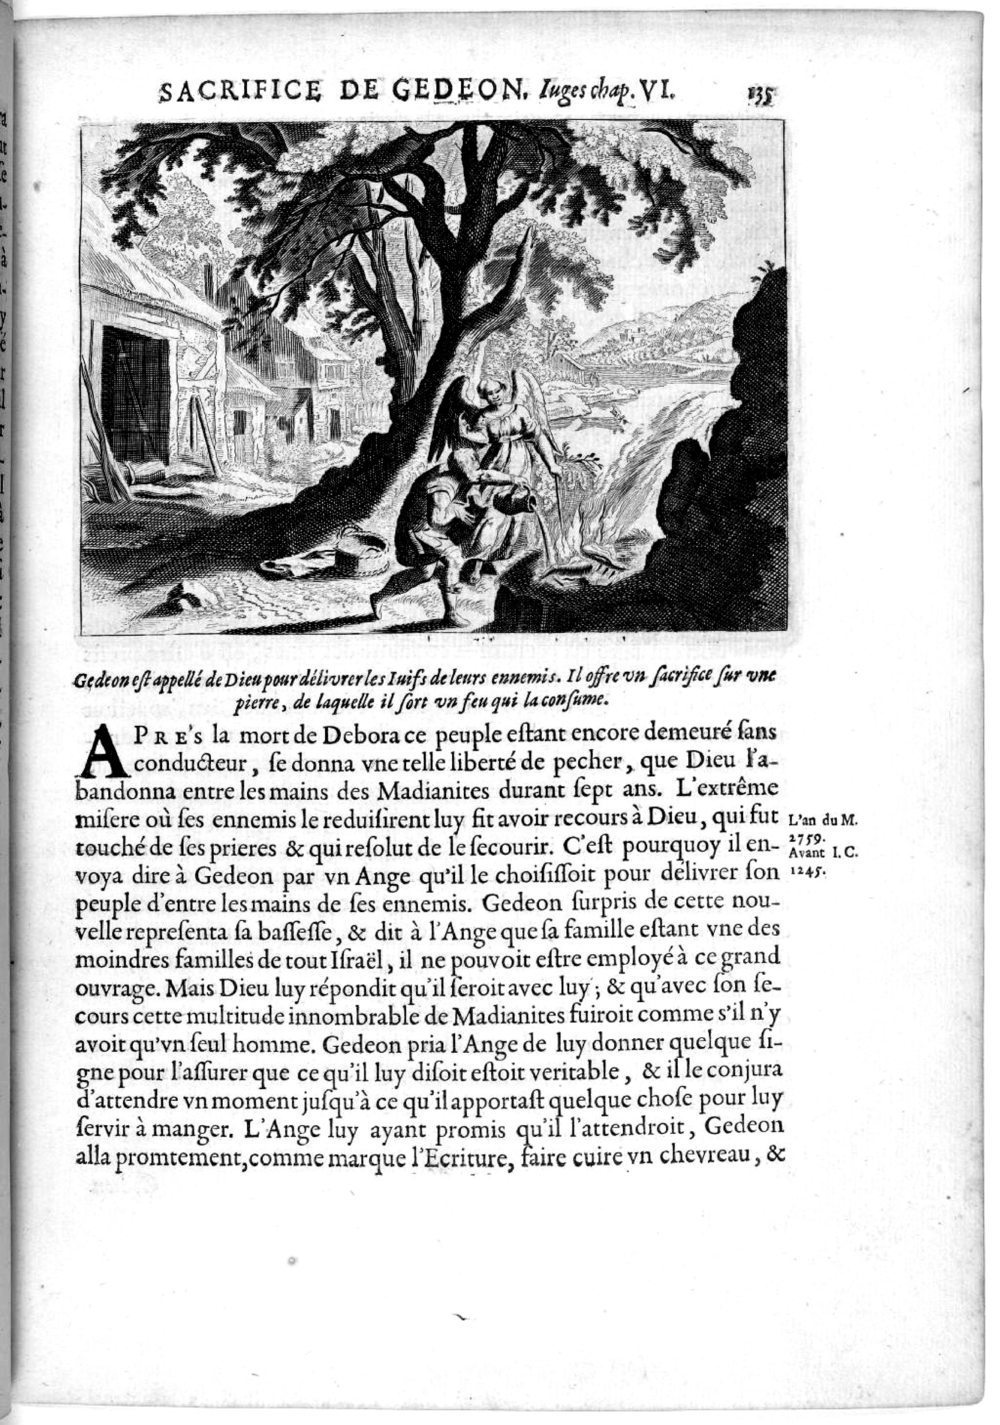 SACRIFICE DE GEDEON. Iuges chap. VI. 135
Gedeon eſt appellé de Dieu pour délivrer les Iuifs de leurs ennemis. Il offre vn ſacrifice ſur vne
pierre, de laquelle il ſort vn feu qui la conſume.
APRE's la mort de Debora ce peuple eſtant encore demeuré ſans
conducteur, ſe donna vne telle liberté de pecher, que Dieu l'a-
bandonna entre les mains des Madianites durant ſept ans. L'extrême
miſere où ſes ennemis le reduiſirent luy fit avoir recours à Dieu, qui fut
touché de ſes prieres & qui reſolut de le ſecourir. C'eſt pourquoy il en-
voya dire à Gedeon par vn Ange qu'il le choiſiſſoit pour délivrer ſon
peuple d'entre les mains de ſes ennemis. Gedeon ſurpris de cette nou-
velle repreſenta ſa baſſeſſe, & dit à l'Ange que ſa famille eſtant vne des
moindres familles de tout Iſraël, il ne pouvoit eſtre employé à ce grand
ouvrage. Mais Dieu luy répondit qu'il ſeroit avec luy; & qu'avec ſon ſe-
cours cette multitude innombrable de Madianites fuiroit comme s'il n'y
avoit qu'vn ſeul homme. Gedeon pria l'Ange de luy donner quelque ſi-
gne pour l'aſſurer que ce qu'il luy diſoit eſtoit veritable, & il le conjura
d'attendre vn moment juſqu'à ce qu'il apportaſt quelque choſe pour luy
ſervir à manger. L'Ange luy ayant promis qu'il l'attendroit, Gedeon
alla promtement, comme marque l'Ecriture, faire cuire vn chevreau, &
L'an du M.
2759.
Avant I. C.
1245.